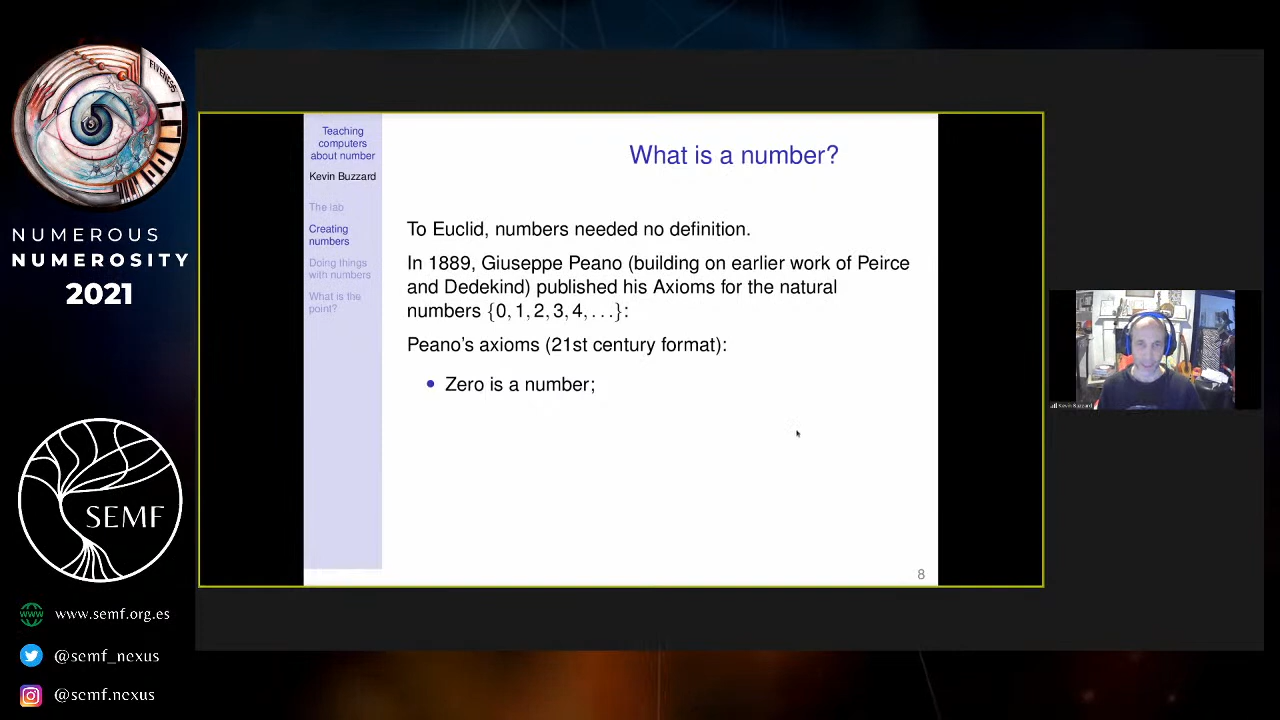 FIVENESS
NUMEROUS
NUMEROSITY
2021
SEMF
www.semf.org.es
@semf_nexus
@semf.nexus
Teaching
computers
about number
Kevin Buzzard
The lab
Creating
numbers
Doing things
with numbers
What is the
point?
What is a number?
To Euclid, numbers needed no definition.
In 1889, Giuseppe Peano (building on earlier work of Peirce
and Dedekind) published his Axioms for the natural
numbers {0, 1, 2, 3, 4, . . .}:
Peano's axioms (21st century format):
• Zero is a number;
8
Kevin Buzzard